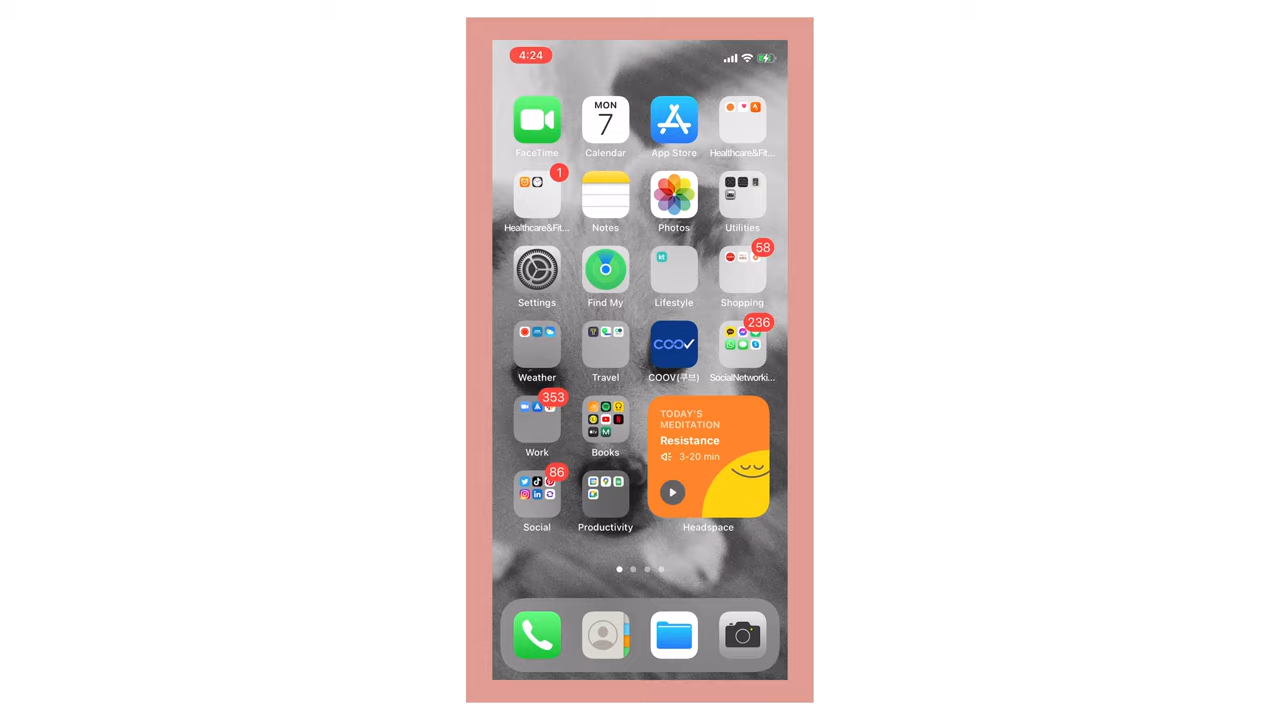 4:24
MON
7
FaceTime
Calendar
App Store
Healthcare&Fit...
1
Healthcare&Fit...
Notes
Photos
Utilities
58
Settings
Find My
Lifestyle
Shopping
236
Weather
Travel
COOV
COOV(쿠브)
SocialNetworki...
353
TODAY'S
MEDITATION
Resistance
3-20 min
Work
Books
86
Social
Productivity
Headspace